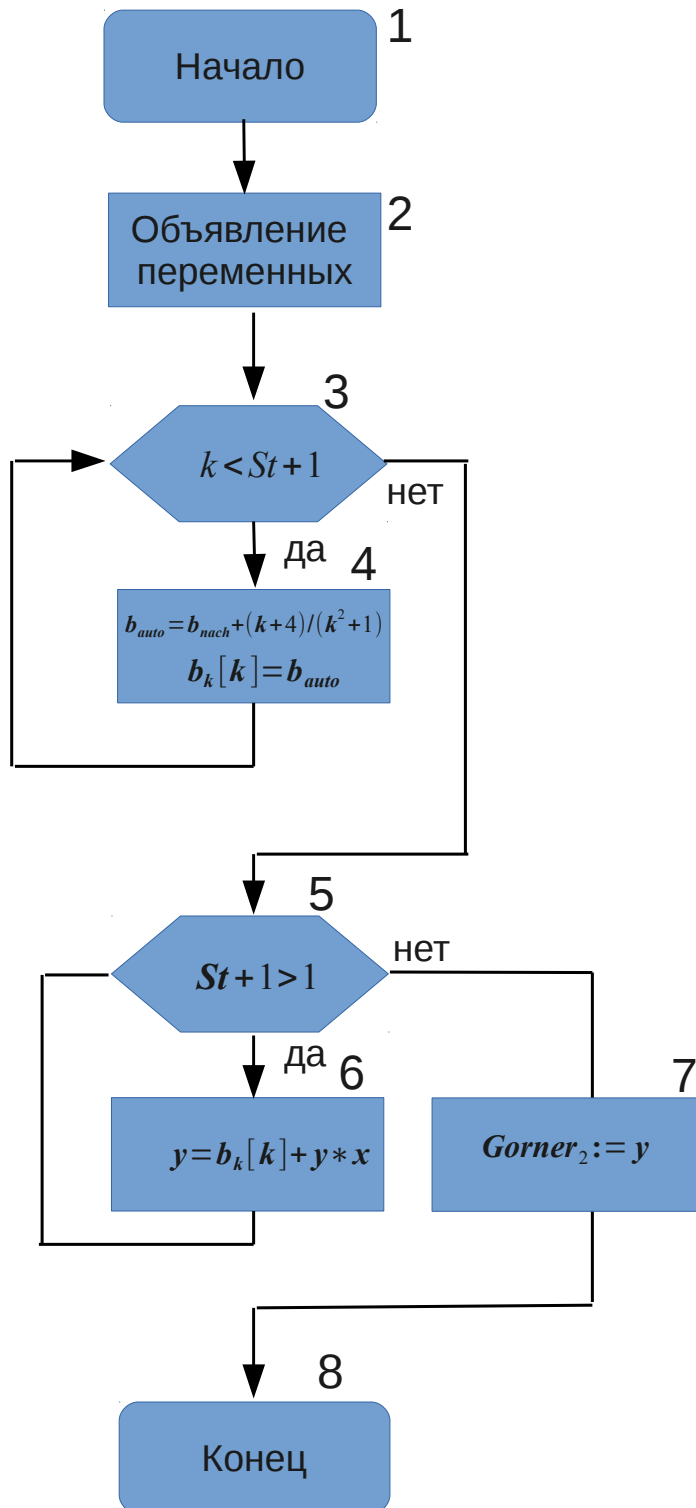 1
Начало
2
Объявление
переменных
3
k < St + 1
нет
да
4
b_auto = b_nach + (k+4)/(k²+1)
b_k[k] = b_auto
5
St + 1 > 1
нет
да
6
7
y = b_k[k] + y * x
Gorner₂ := y
8
Конец